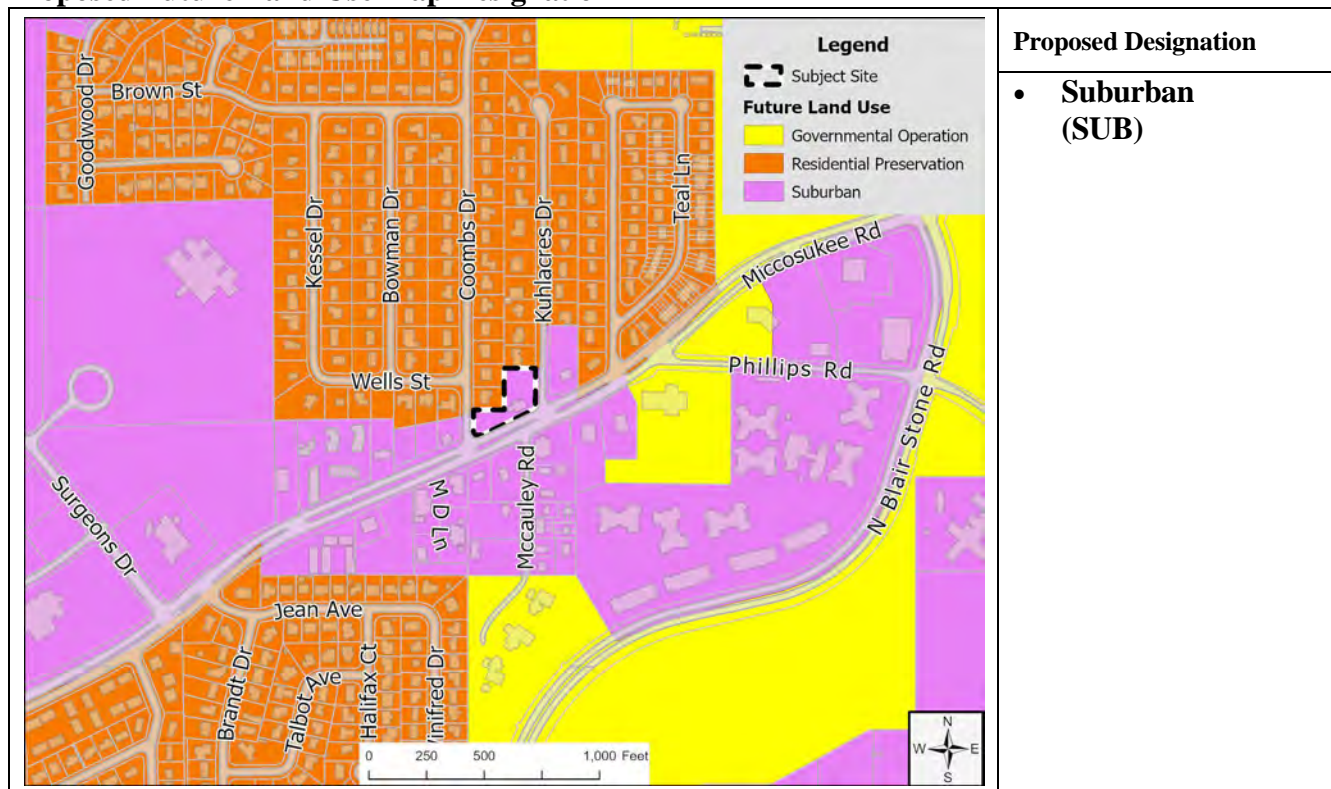 Proposed Designation
• Suburban
(SUB)
Legend
Subject Site
Future Land Use
Governmental Operation
Residential Preservation
Suburban
Goodwood Dr
Brown St
Kessel Dr
Bowman Dr
Coombs Dr
Kuhlacres Dr
Teal Ln
Miccosukee Rd
Phillips Rd
Wells St
N Blair Stone Rd
Mccauley Rd
M D Ln
Surgeons Dr
Jean Ave
Brandt Dr
Talbot Ave
Halifax Ct
0 250 500 1,000 Feet
N
W E
S